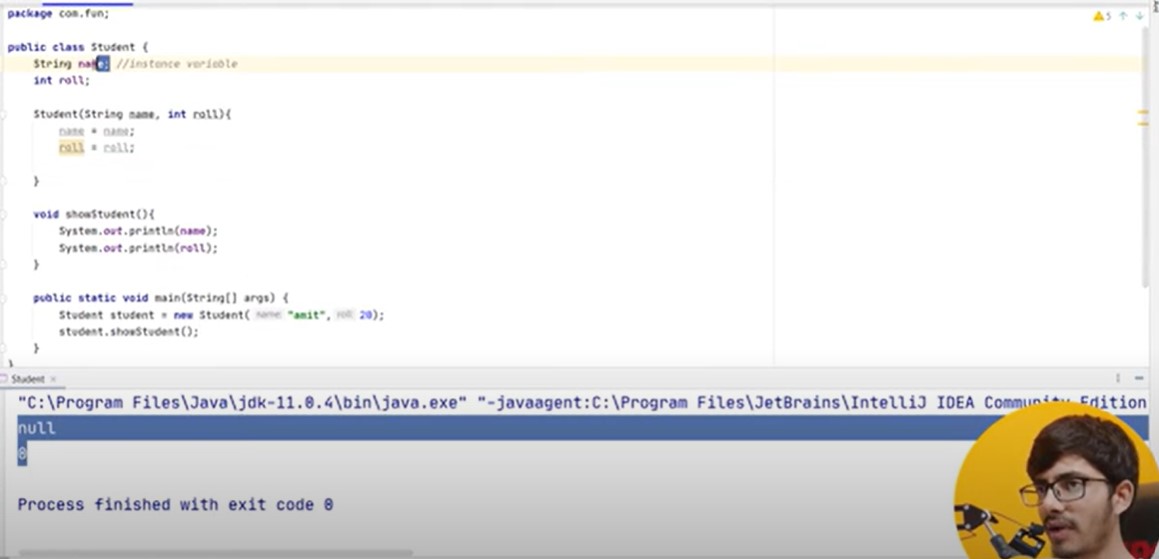 package com.fun;
public class Student {
String name; //instance variable
int roll;
Student(String name, int roll){
name = name;
roll = roll;
}
void showStudent(){
System.out.println(name);
System.out.println(roll);
}
public static void main(String[] args) {
Student student = new Student( name: "amit", roll: 20);
student.showStudent();
}
}
5
Student ×
"C:\Program Files\Java\jdk-11.0.4\bin\java.exe" "-javaagent:C:\Program Files\JetBrains\IntelliJ IDEA Community Edition
null
0
Process finished with exit code 0